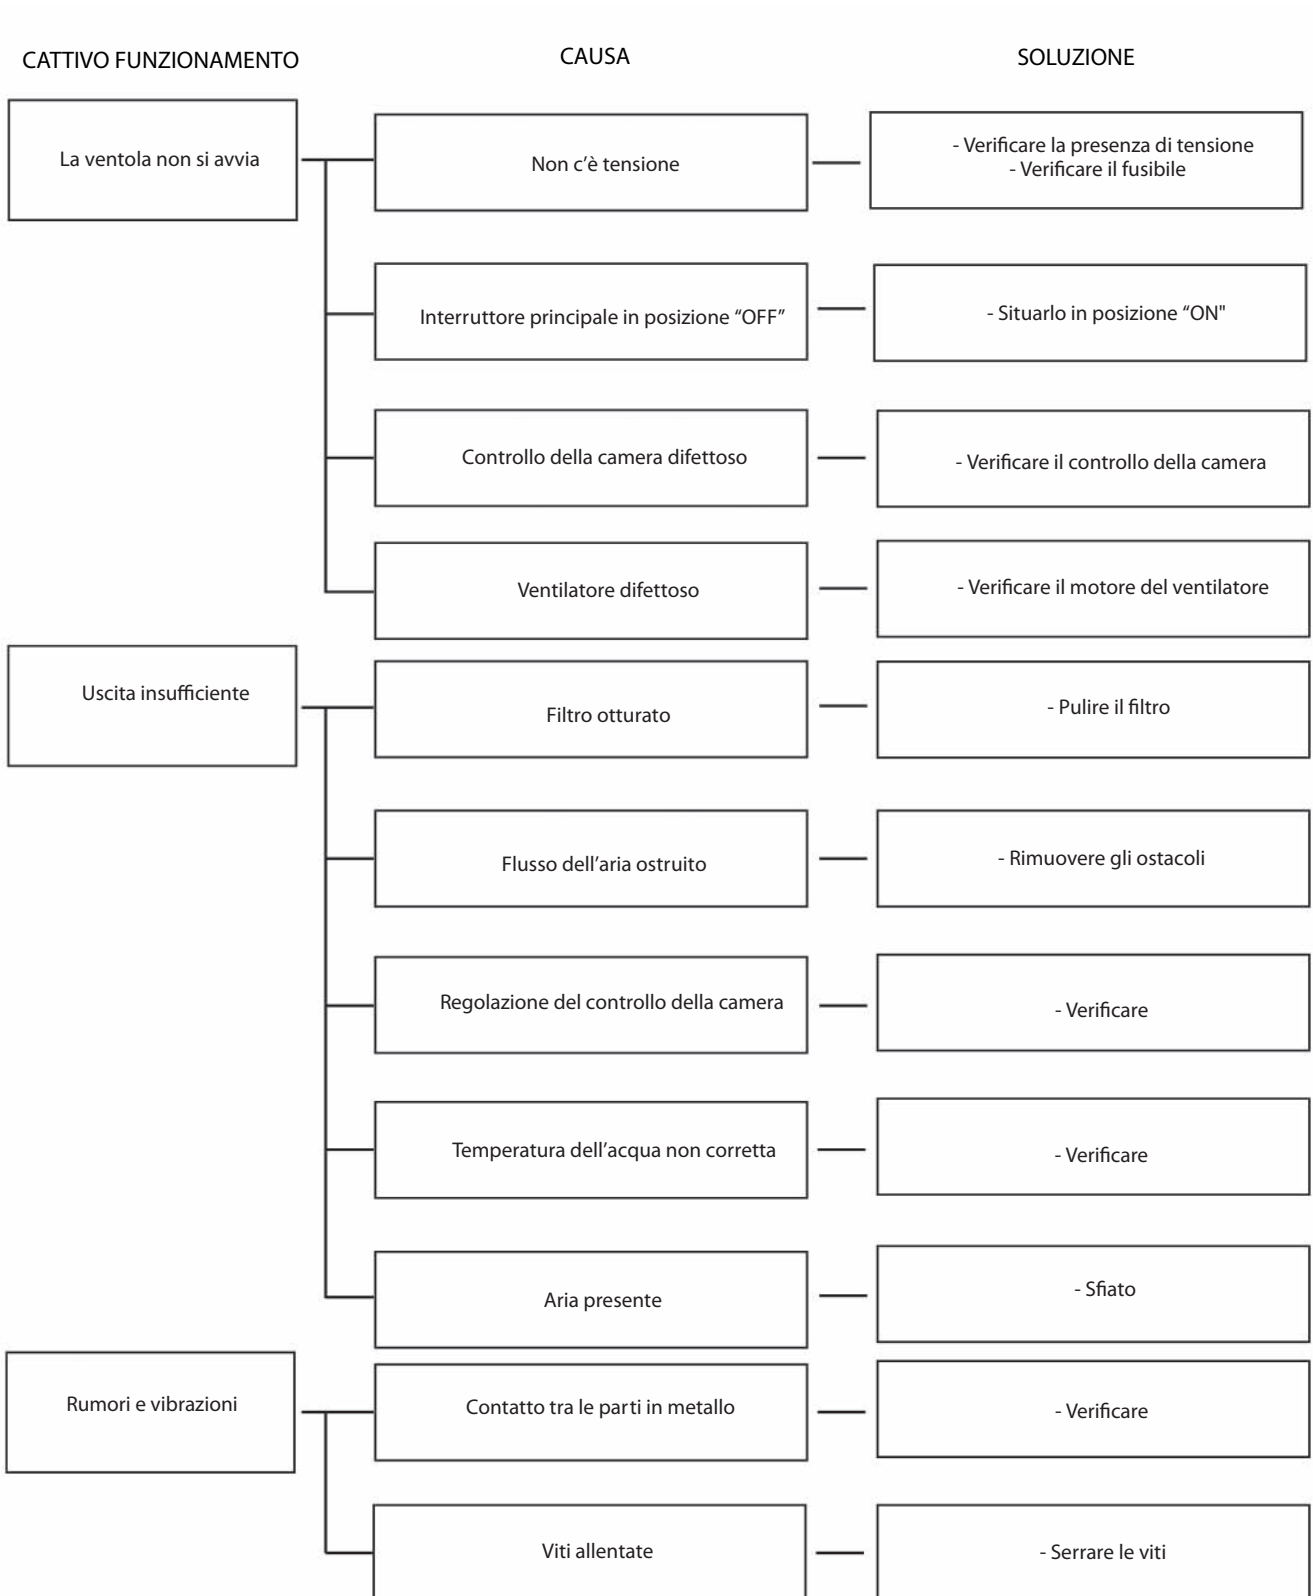 CATTIVO FUNZIONAMENTO
CAUSA
SOLUZIONE
La ventola non si avvia
Non c’è tensione
- Verificare la presenza di tensione
- Verificare il fusibile
Interruttore principale in posizione “OFF”
- Situarlo in posizione “ON"
Controllo della camera difettoso
- Verificare il controllo della camera
Ventilatore difettoso
- Verificare il motore del ventilatore
Uscita insufficiente
Filtro otturato
- Pulire il filtro
Flusso dell’aria ostruito
- Rimuovere gli ostacoli
Regolazione del controllo della camera
- Verificare
Temperatura dell’acqua non corretta
- Verificare
Aria presente
- Sfiato
Rumori e vibrazioni
Contatto tra le parti in metallo
- Verificare
Viti allentate
- Serrare le viti